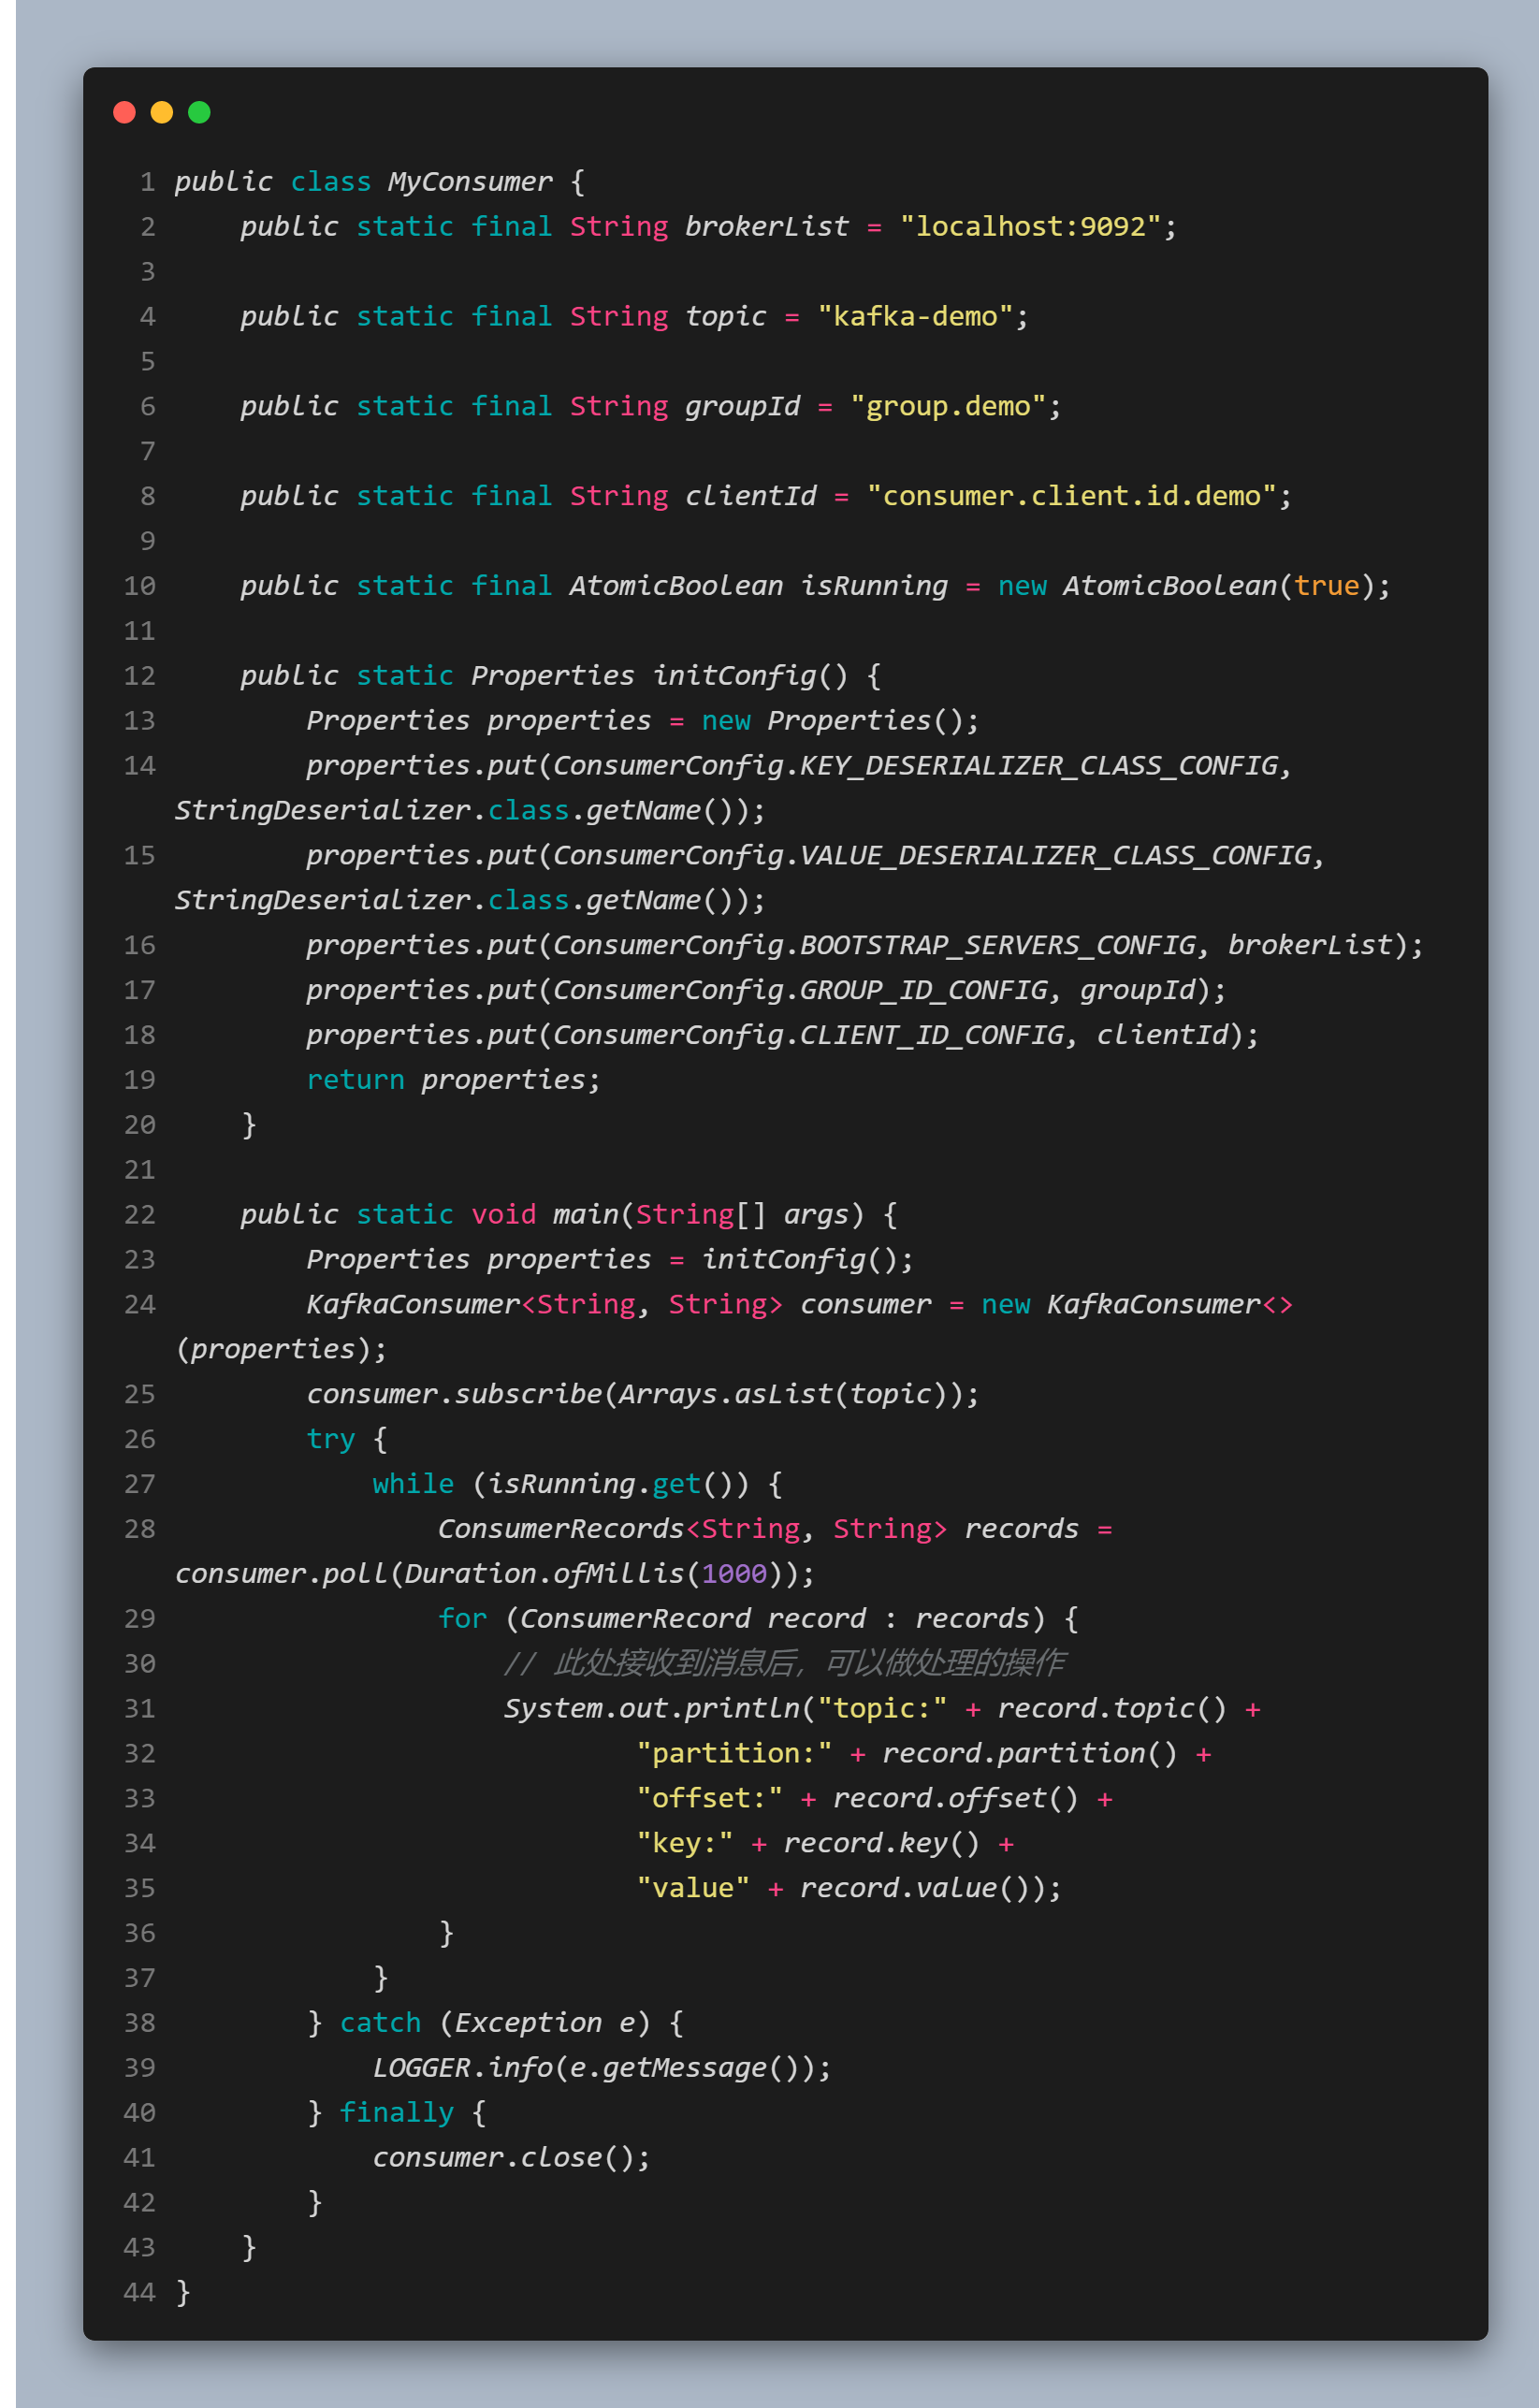 1 public class MyConsumer {
2     public static final String brokerList = "localhost:9092";
3
4     public static final String topic = "kafka-demo";
5
6     public static final String groupId = "group.demo";
7
8     public static final String clientId = "consumer.client.id.demo";
9
10     public static final AtomicBoolean isRunning = new AtomicBoolean(true);
11
12     public static Properties initConfig() {
13         Properties properties = new Properties();
14         properties.put(ConsumerConfig.KEY_DESERIALIZER_CLASS_CONFIG,
StringDeserializer.class.getName());
15         properties.put(ConsumerConfig.VALUE_DESERIALIZER_CLASS_CONFIG,
StringDeserializer.class.getName());
16         properties.put(ConsumerConfig.BOOTSTRAP_SERVERS_CONFIG, brokerList);
17         properties.put(ConsumerConfig.GROUP_ID_CONFIG, groupId);
18         properties.put(ConsumerConfig.CLIENT_ID_CONFIG, clientId);
19         return properties;
20     }
21
22     public static void main(String[] args) {
23         Properties properties = initConfig();
24         KafkaConsumer<String, String> consumer = new KafkaConsumer<>
(properties);
25         consumer.subscribe(Arrays.asList(topic));
26         try {
27             while (isRunning.get()) {
28                 ConsumerRecords<String, String> records =
consumer.poll(Duration.ofMillis(1000));
29                 for (ConsumerRecord record : records) {
30                     // 此处接收到消息后，可以做处理的操作
31                     System.out.println("topic:" + record.topic() +
32                             "partition:" + record.partition() +
33                             "offset:" + record.offset() +
34                             "key:" + record.key() +
35                             "value" + record.value());
36                 }
37             }
38         } catch (Exception e) {
39             LOGGER.info(e.getMessage());
40         } finally {
41             consumer.close();
42         }
43     }
44 }